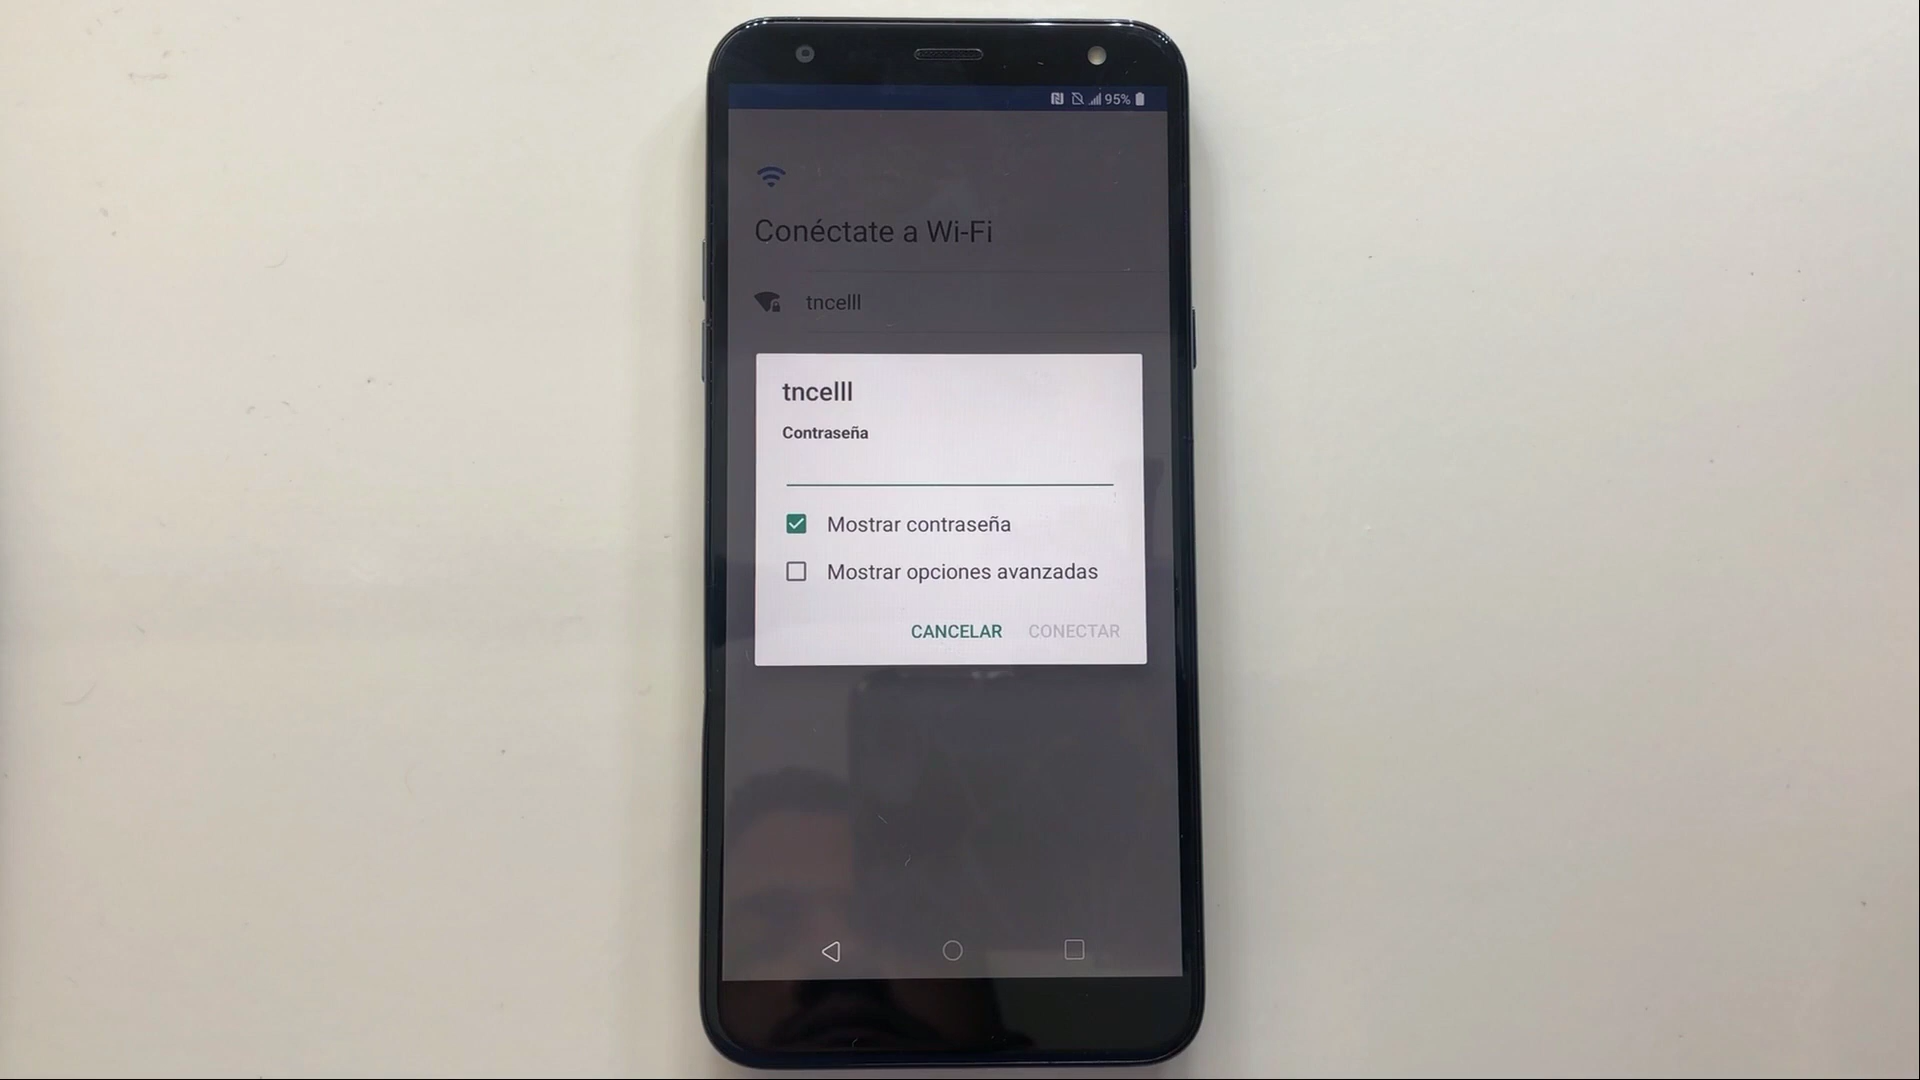 95%
Conéctate a Wi-Fi
tncelll
tncelll
Contraseña
Mostrar contraseña
Mostrar opciones avanzadas
CANCELAR CONECTAR